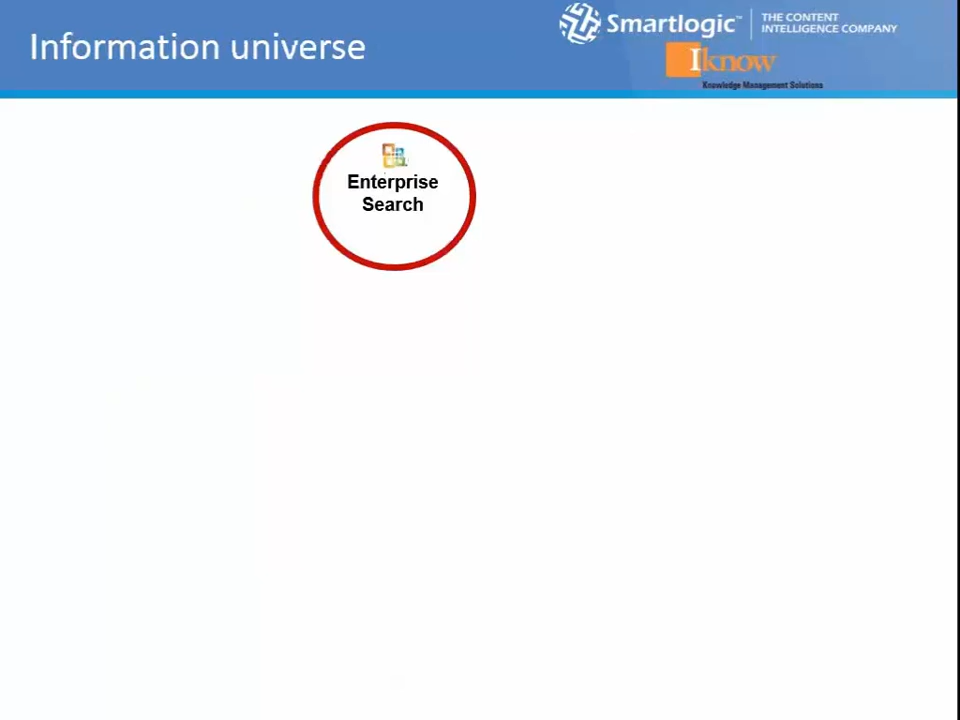 Information universe
Smartlogic™
THE CONTENT
INTELLIGENCE COMPANY
Iknow
Knowledge Management Solutions
Enterprise
Search